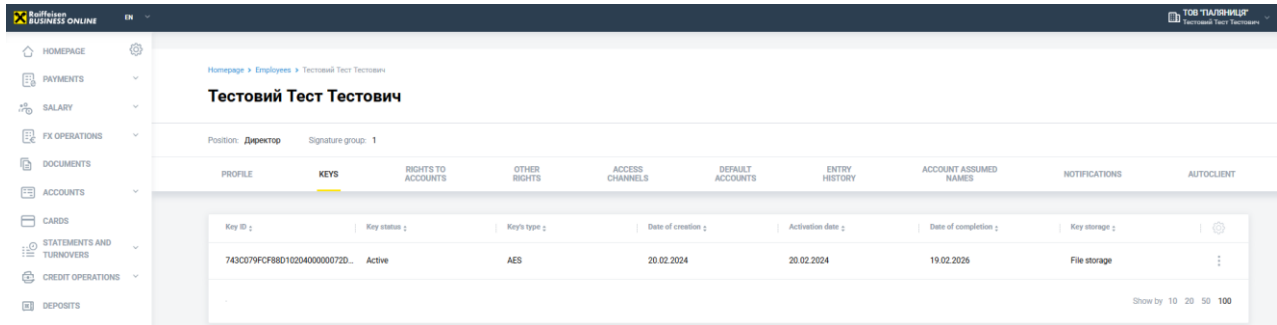 Raiffeisen
BUSINESS ONLINE
EN
ТОВ "ПАЛЯНИЦЯ"
Тестовий Тест Тестович
HOMEPAGE
PAYMENTS
SALARY
FX OPERATIONS
DOCUMENTS
ACCOUNTS
CARDS
STATEMENTS AND
TURNOVERS
CREDIT OPERATIONS
DEPOSITS
Homepage > Employees > Тестовий Тест Тестович
Тестовий Тест Тестович
Position: Директор Signature group: 1
PROFILE KEYS RIGHTS TO ACCOUNTS OTHER RIGHTS ACCESS CHANNELS DEFAULT ACCOUNTS ENTRY HISTORY ACCOUNT ASSUMED NAMES NOTIFICATIONS AUTOCLIENT
Key ID Key status Key's type Date of creation Activation date Date of completion Key storage
743C079FCF88D1020400000072D... Active AES 20.02.2024 20.02.2024 19.02.2026 File storage
Show by 10 20 50 100